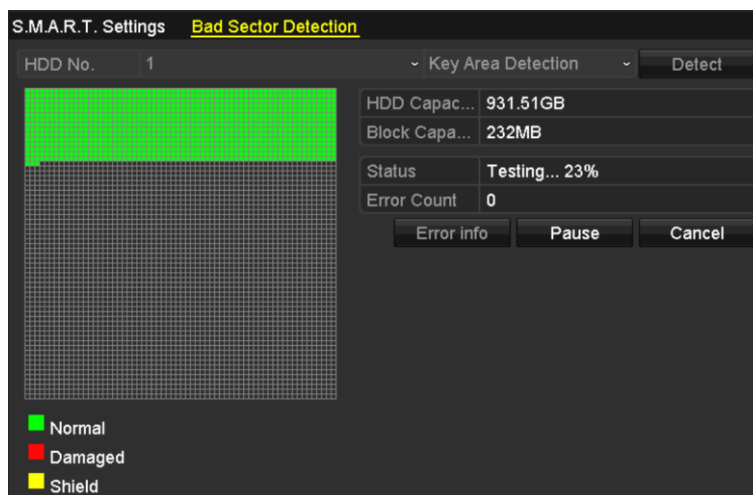 S.M.A.R.T. Settings Bad Sector Detection
HDD No. 1 Key Area Detection Detect
HDD Capac... 931.51GB
Block Capa... 232MB
Status Testing... 23%
Error Count 0
Error info Pause Cancel
Normal
Damaged
Shield